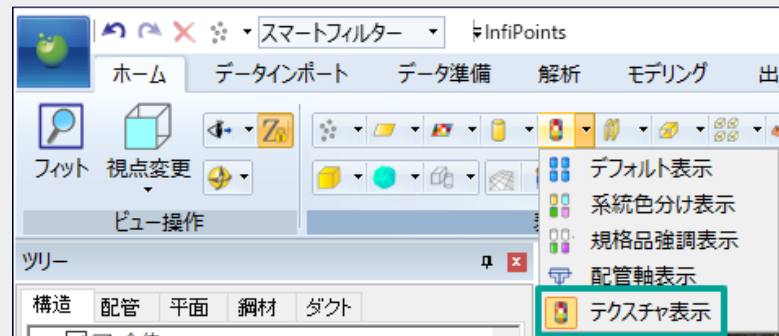 スマートフィルター InfiPoints
ホーム データインポート データ準備 解析 モデリング 出
フィット 視点変更
ビュー操作
デフォルト表示
系統色分け表示
規格品強調表示
配管軸表示
テクスチャ表示
ツリー
構造 配管 平面 鋼材 ダクト